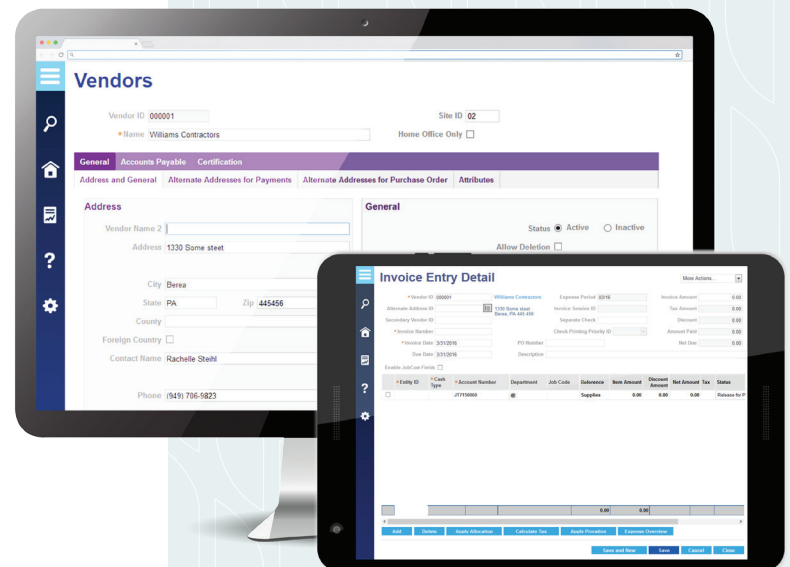 Vendors
Vendor ID 000001 Site ID 02
*Name Williams Contractors Home Office Only
General Accounts Payable Certification
Address and General Alternate Addresses for Payments Alternate Addresses for Purchase Order Attributes
Address General
Vendor Name 2 Status Active Inactive
Address 1330 Some steet Allow Deletion
City Berea
State PA Zip 445456
County
Foreign Country
Contact Name Rachelle Steihl
Phone (949) 706-9823
Invoice Entry Detail More Actions...
*Vendor ID 000001 Williams Contractors Expense Period 03/16 Invoice Amount 0.00
Alternate Address ID 1330 Some steet Invoice Session ID Tax Amount 0.00
Berea, PA 445-456
Secondary Vendor ID Separate Check Discount 0.00
*Invoice Number Check Printing Priority ID Amount Paid 0.00
*Invoice Date 3/31/2016 PO Number Net Due 0.00
Due Date 3/31/2016 Description
Enable JobCost Fields
*Entity ID *Cash Type *Account Number Department Job Code Reference Item Amount Discount Amount Net Amount Tax Status
JT7150000 @ Supplies 0.00 0.00 0.00 Release for P
0.00 0.00
Add Delete Apply Allocation Calculate Tax Apply Proration Expense Overview
Save and New Save Cancel Close